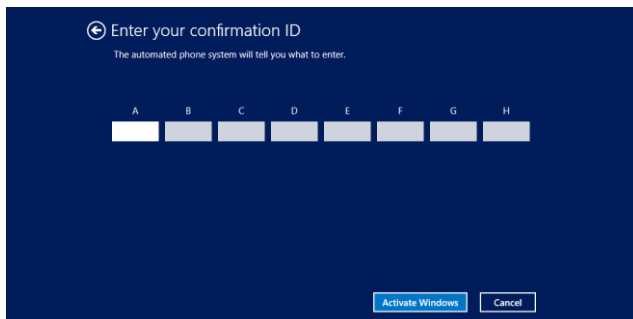 Enter your confirmation ID
The automated phone system will tell you what to enter.
A B C D E F G H
Activate Windows Cancel